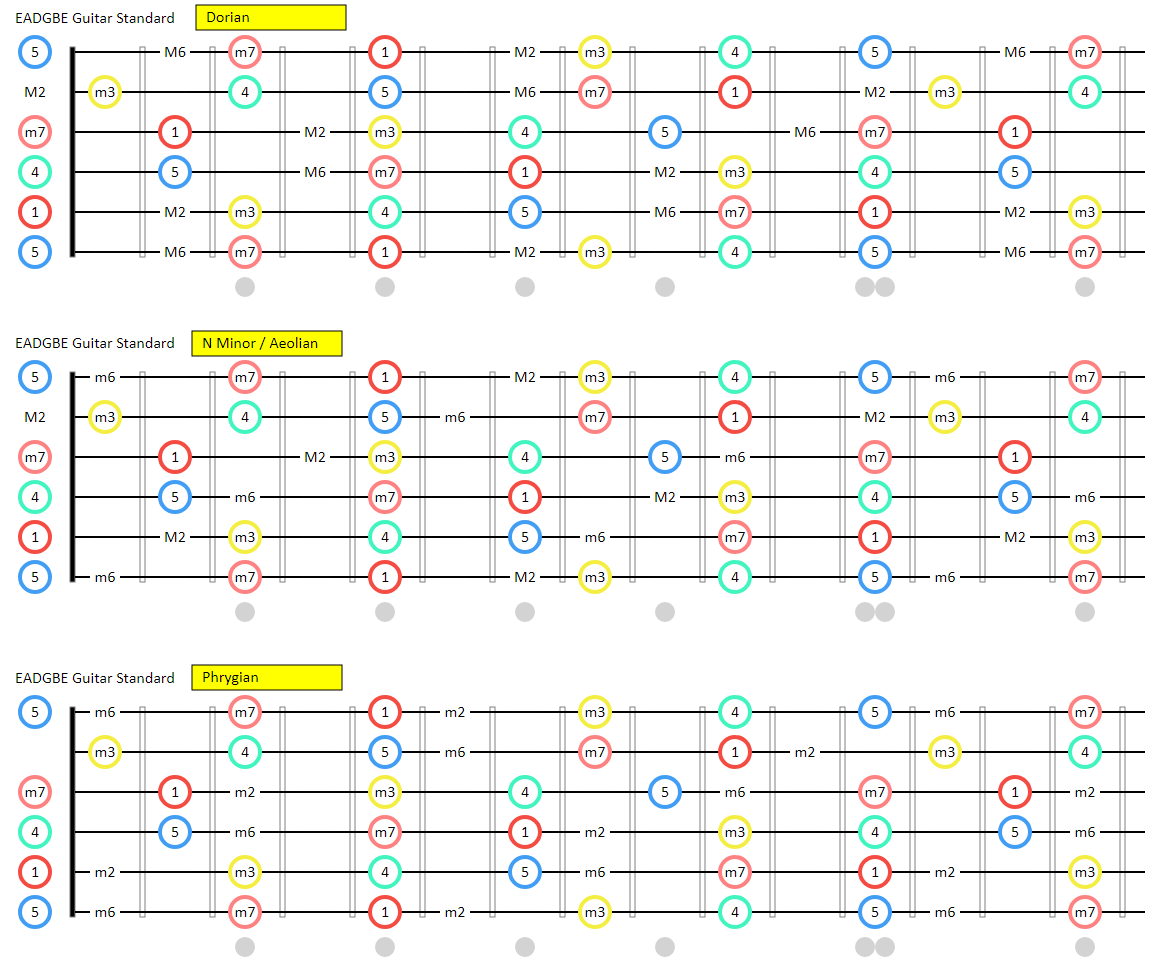 EADGBE Guitar Standard Dorian
5 M6 m7 1 M2 m3 4 5 M6 m7
M2 m3 4 5 M6 m7 1 M2 m3 4
m7 1 M2 m3 4 5 M6 m7 1
4 5 M6 m7 1 M2 m3 4 5
1 M2 m3 4 5 M6 m7 1 M2 m3
5 M6 m7 1 M2 m3 4 5 M6 m7
EADGBE Guitar Standard N Minor / Aeolian
5 m6 m7 1 M2 m3 4 5 m6 m7
M2 m3 4 5 m6 m7 1 M2 m3 4
m7 1 M2 m3 4 5 m6 m7 1
4 5 m6 m7 1 M2 m3 4 5 m6
1 M2 m3 4 5 m6 m7 1 M2 m3
5 m6 m7 1 M2 m3 4 5 m6 m7
EADGBE Guitar Standard Phrygian
5 m6 m7 1 m2 m3 4 5 m6 m7
m3 4 5 m6 m7 1 m2 m3 4
m7 1 m2 m3 4 5 m6 m7 1 m2
4 5 m6 m7 1 m2 m3 4 5 m6
1 m2 m3 4 5 m6 m7 1 m2 m3
5 m6 m7 1 m2 m3 4 5 m6 m7